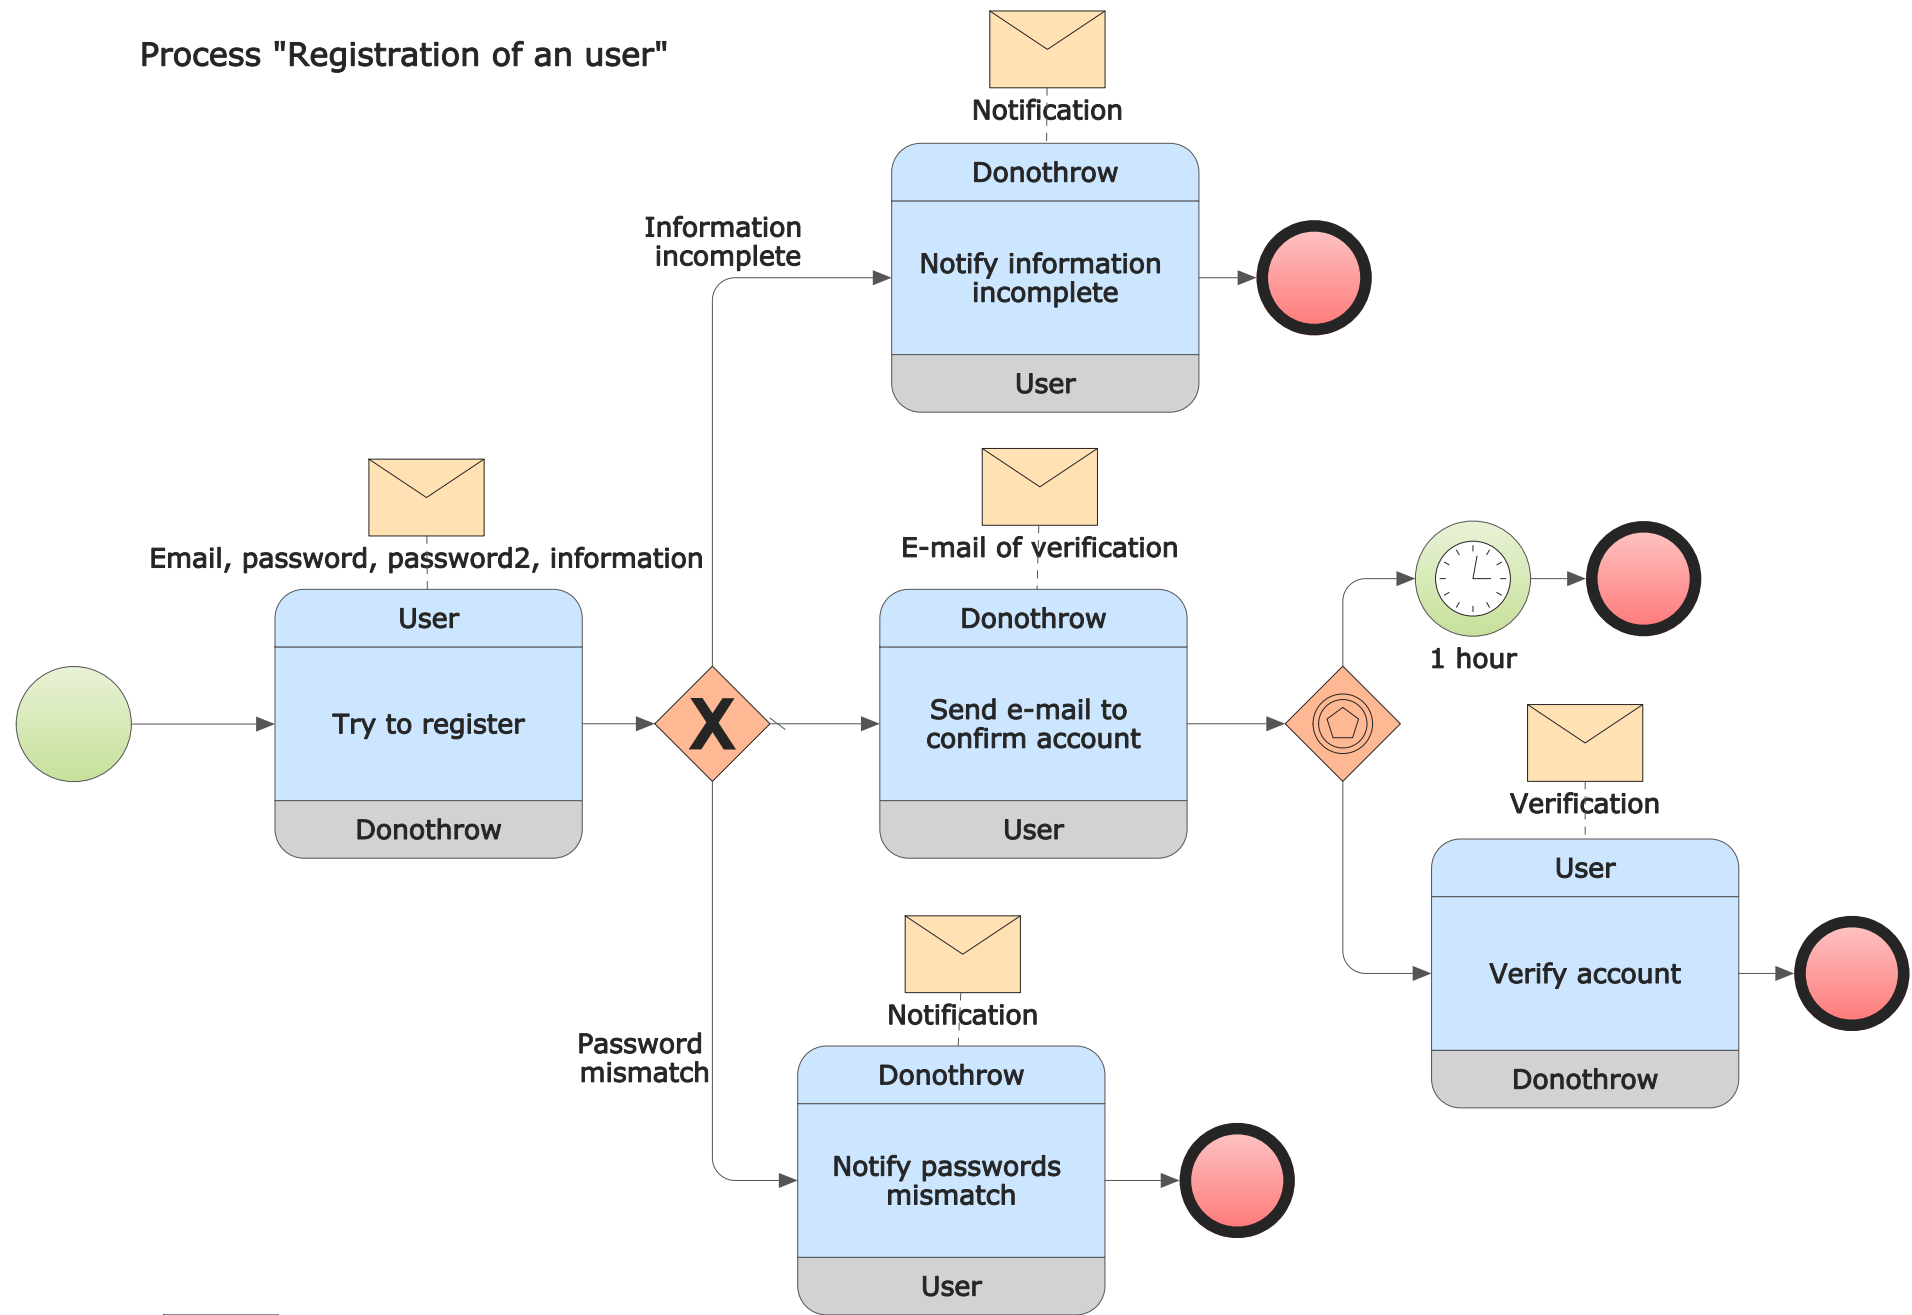 Process "Registration of an user"
Notification
Donothrow
Notify information
incomplete
User
Information
incomplete
Email, password, password2, information
User
Try to register
Donothrow
X
E-mail of verification
Donothrow
Send e-mail to
confirm account
User
1 hour
Verification
User
Verify account
Donothrow
Password
mismatch
Notification
Donothrow
Notify passwords
mismatch
User